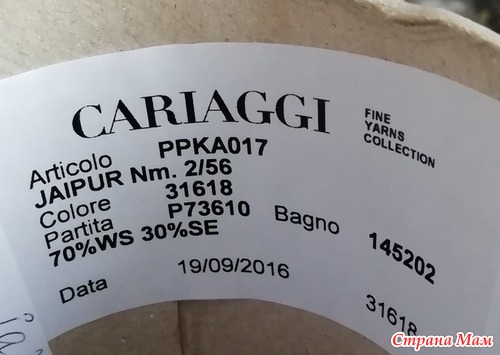 CARIAGGI
FINE
YARNS
COLLECTION
Articolo PPKA017
JAIPUR Nm. 2/56
Colore 31618
Partita P73610 Bagno 145202
70%WS 30%SE
Data 19/09/2016 31618
Страна Мам